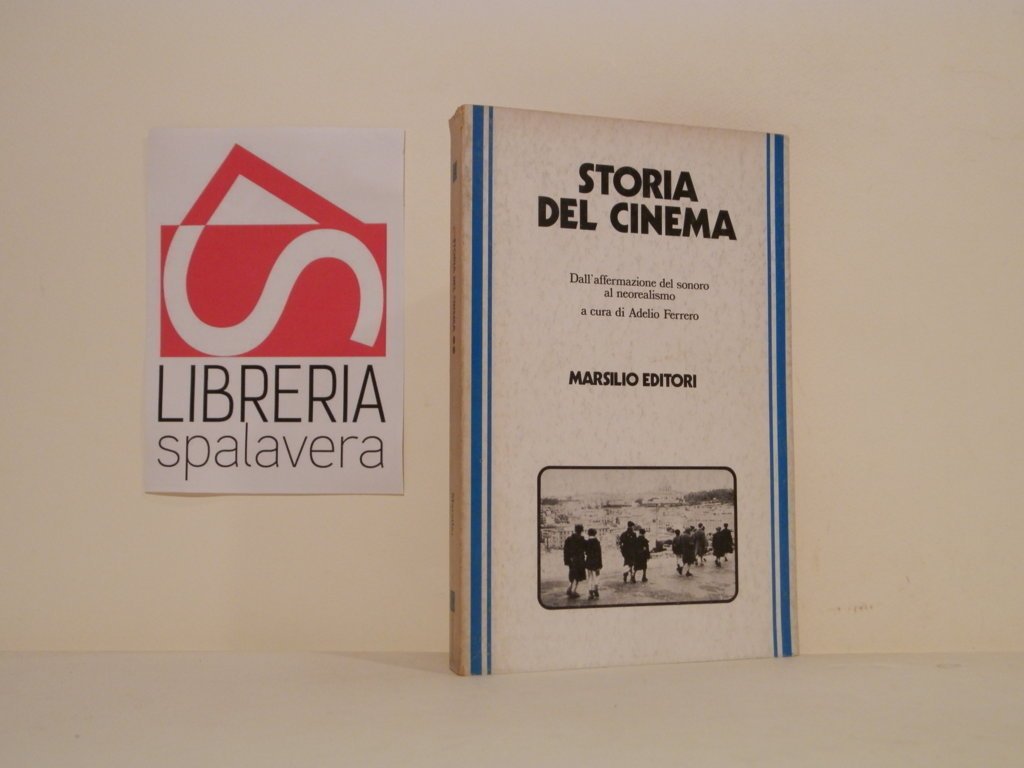 LIBRERIA
spalavera
STORIA
DEL CINEMA
Dall'affermazione del sonoro
al neorealismo
a cura di Adelio Ferrero
MARSILIO EDITORI